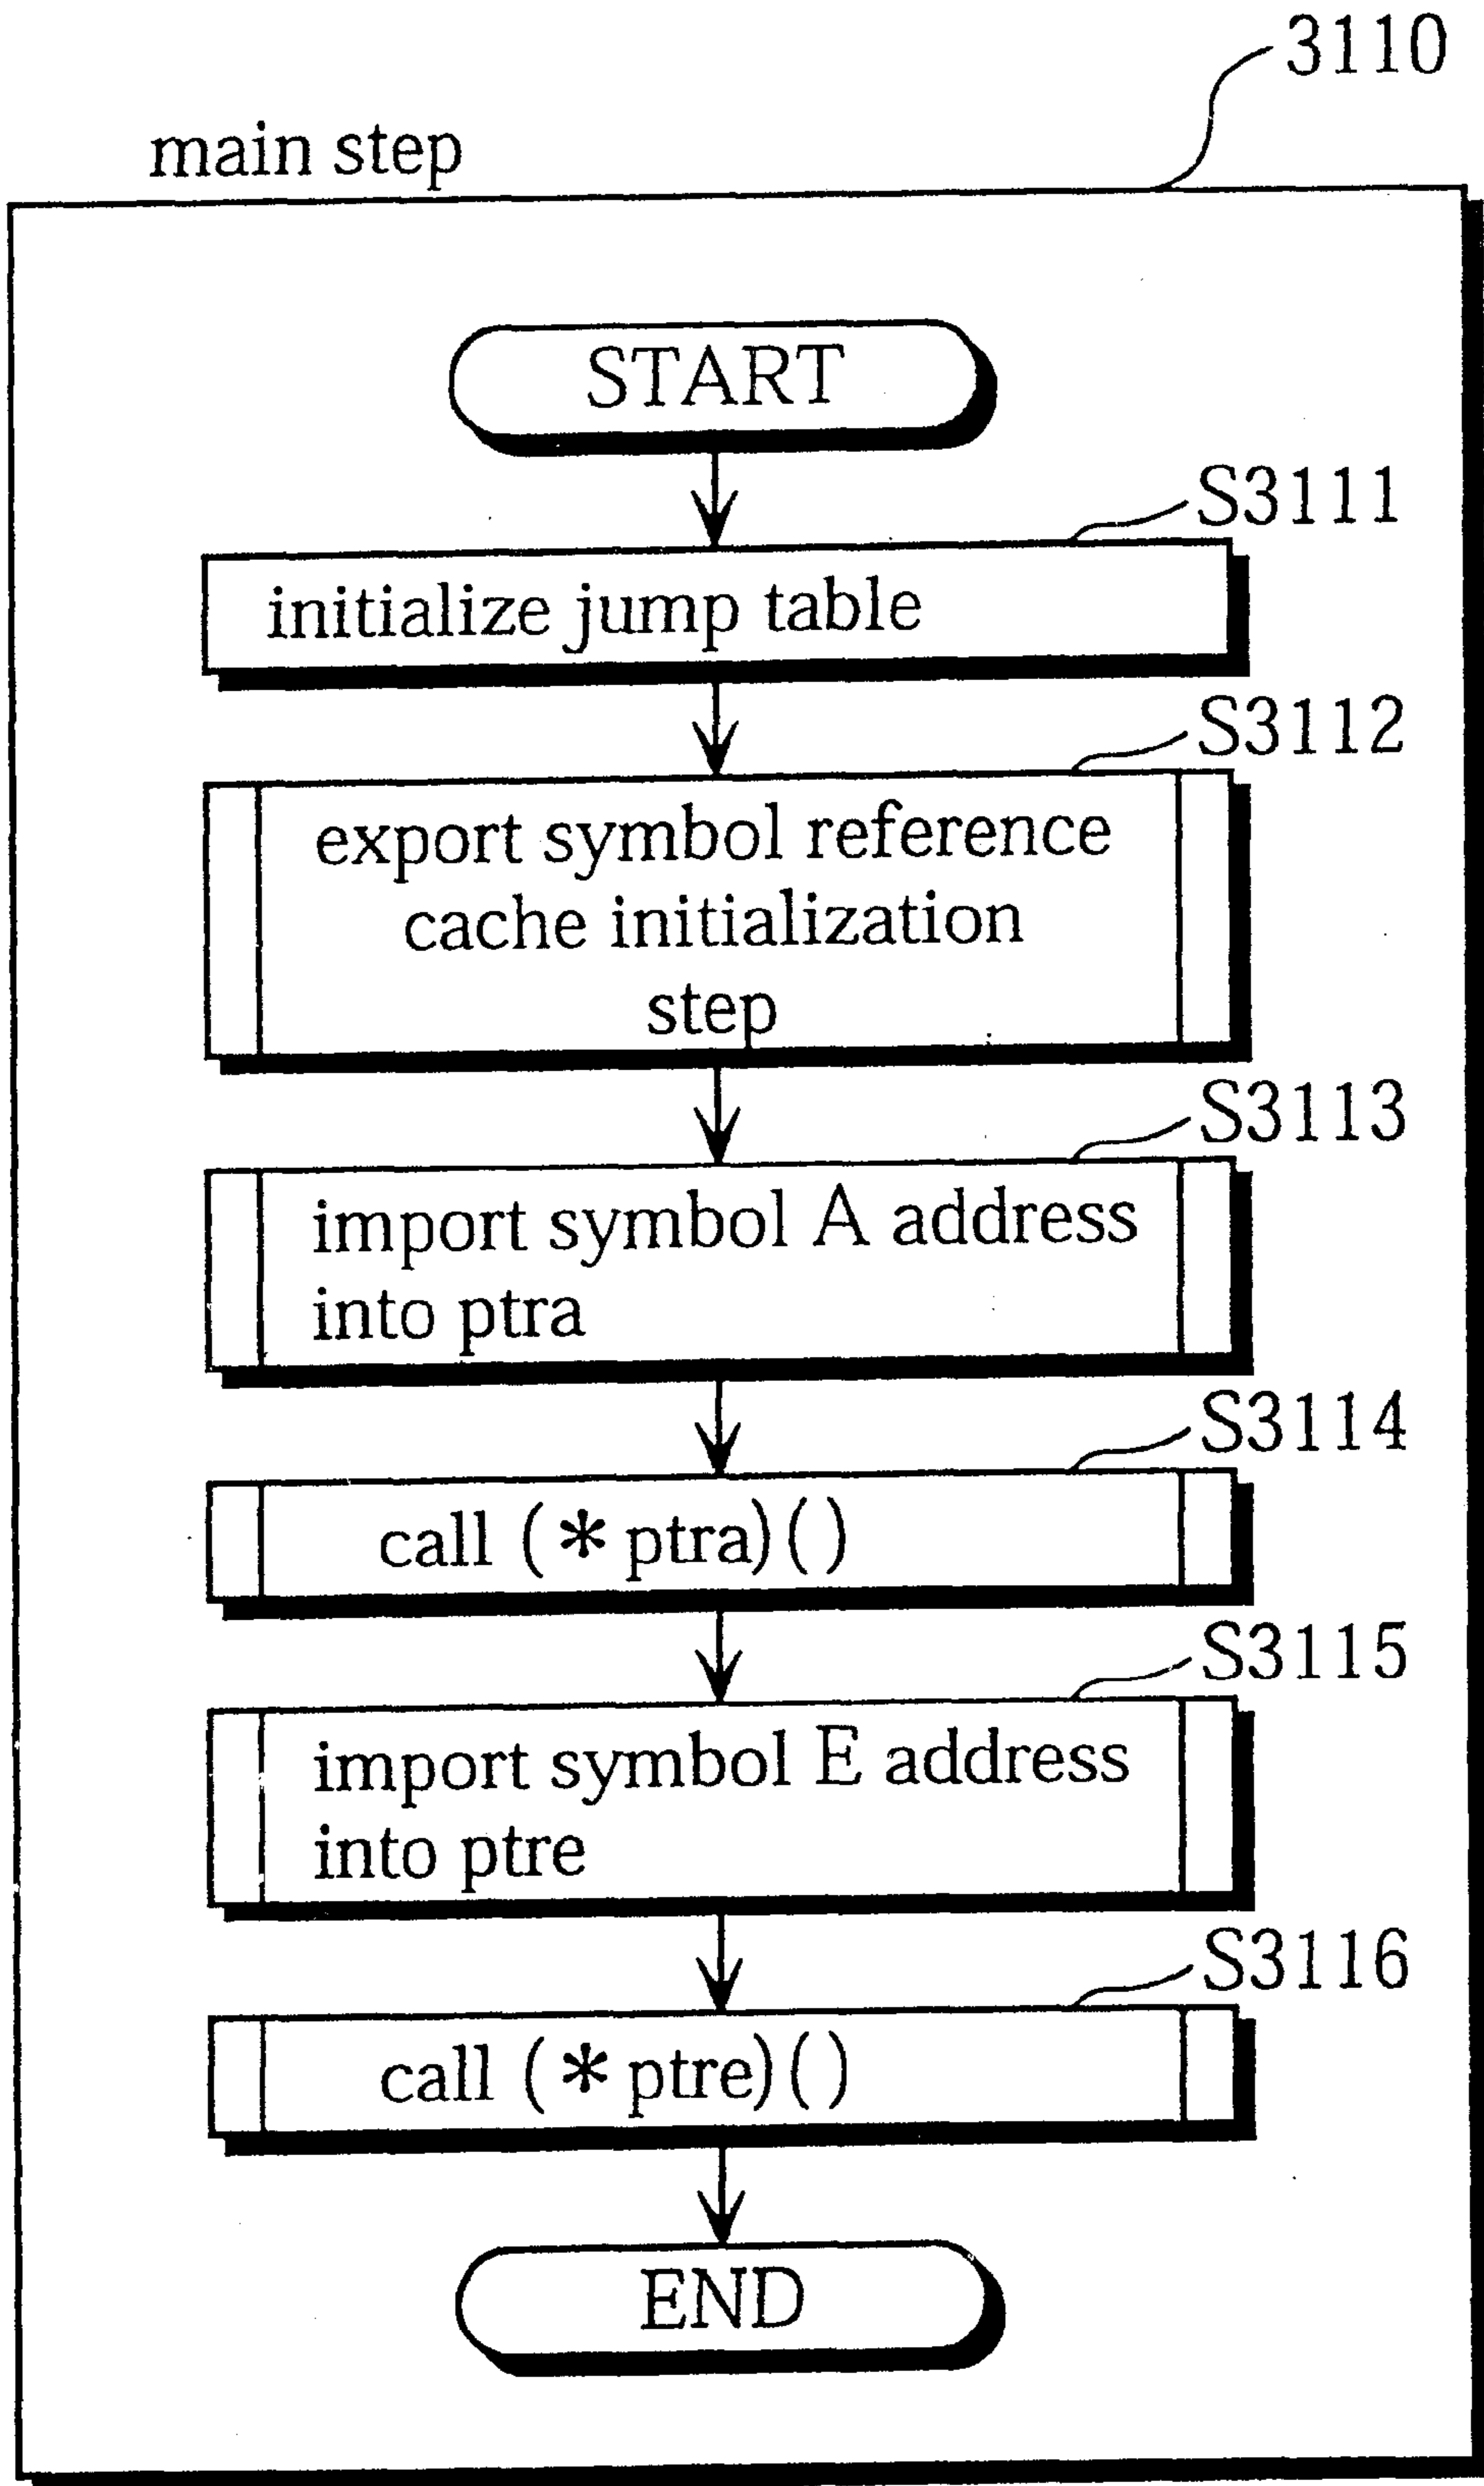 3110
main step
START
S3111
initialize jump table
S3112
export symbol reference
cache initialization
step
S3113
import symbol A address
into ptra
S3114
call (* ptra)()
S3115
import symbol E address
into ptre
S3116
call (* ptre)()
END